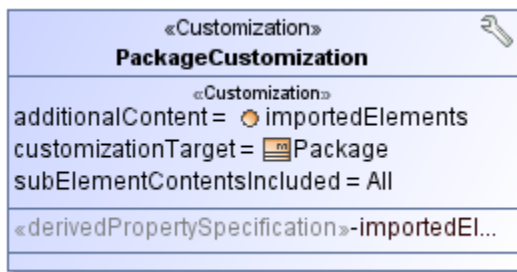 «Customization»
PackageCustomization
«Customization»
additionalContent = importedElements
customizationTarget = Package
subElementContentsIncluded = All
«derivedPropertySpecification»-importedEl...